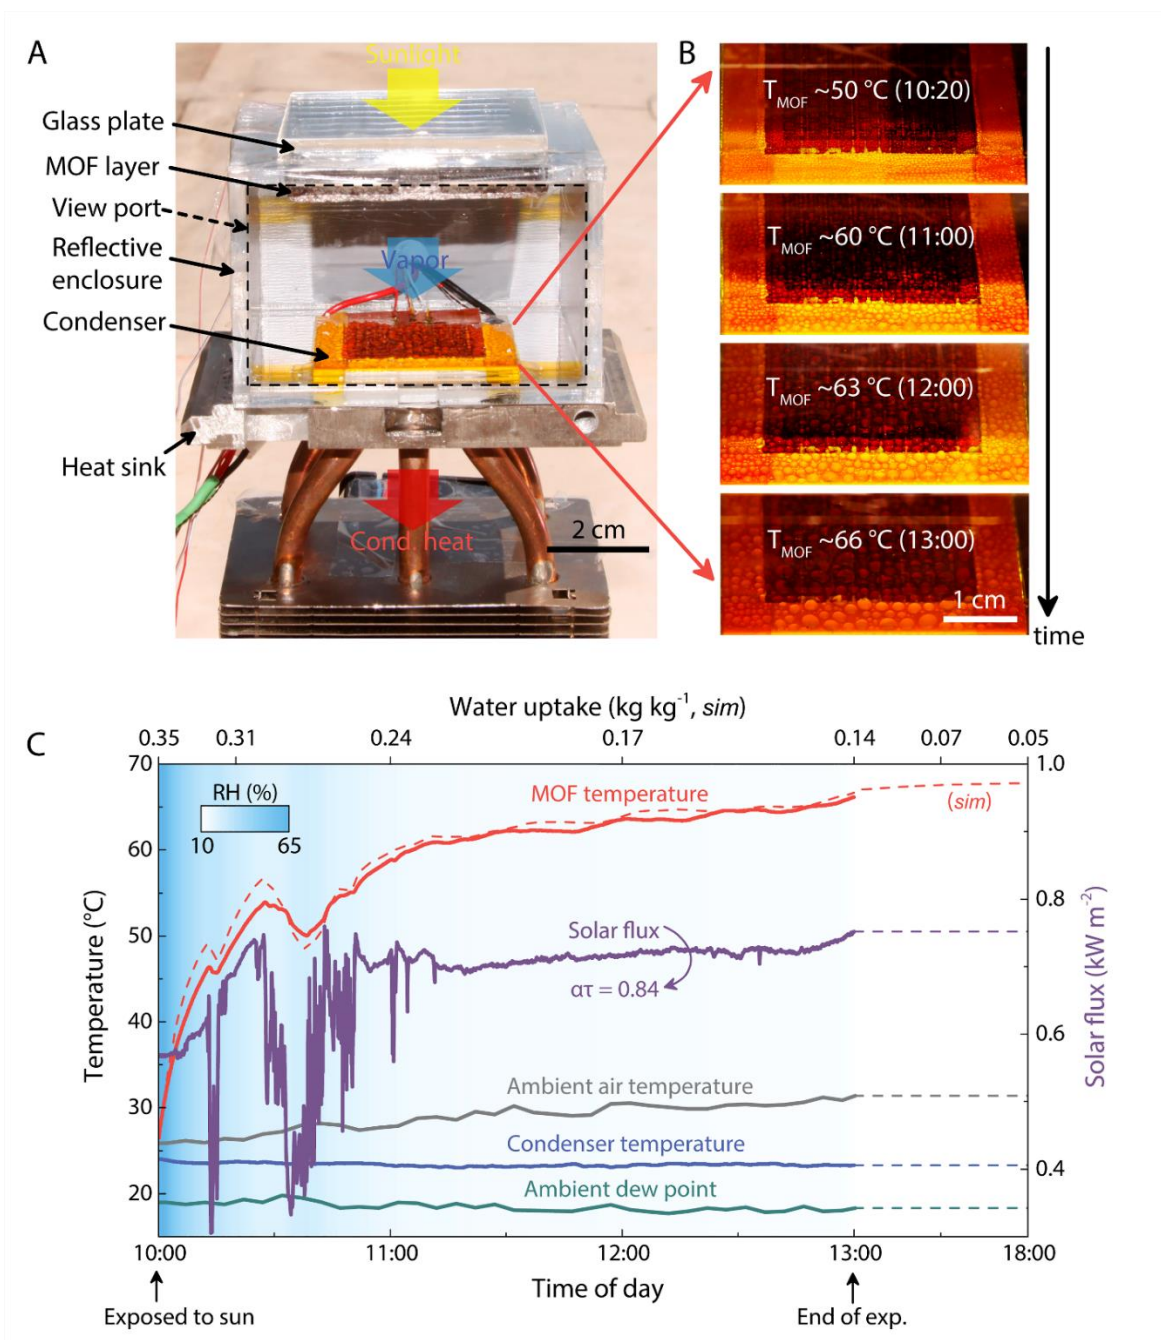 A
Sunlight
Glass plate
MOF layer
View port
Reflective
enclosure
Condenser
Heat sink
Vapor
Cond. heat
2 cm
B
T_MOF ~50 °C (10:20)
T_MOF ~60 °C (11:00)
T_MOF ~63 °C (12:00)
T_MOF ~66 °C (13:00)
1 cm
time
C
Water uptake (kg kg⁻¹, sim)
0.35 0.31 0.24 0.17 0.14 0.07 0.05
70 60 50 40 30 20
Temperature (°C)
RH (%)
10 65
MOF temperature
(sim)
Solar flux
ατ = 0.84
Ambient air temperature
Condenser temperature
Ambient dew point
1.0 0.8 0.6 0.4
Solar flux (kW m⁻²)
10:00 11:00 12:00 13:00 18:00
Time of day
Exposed to sun
End of exp.